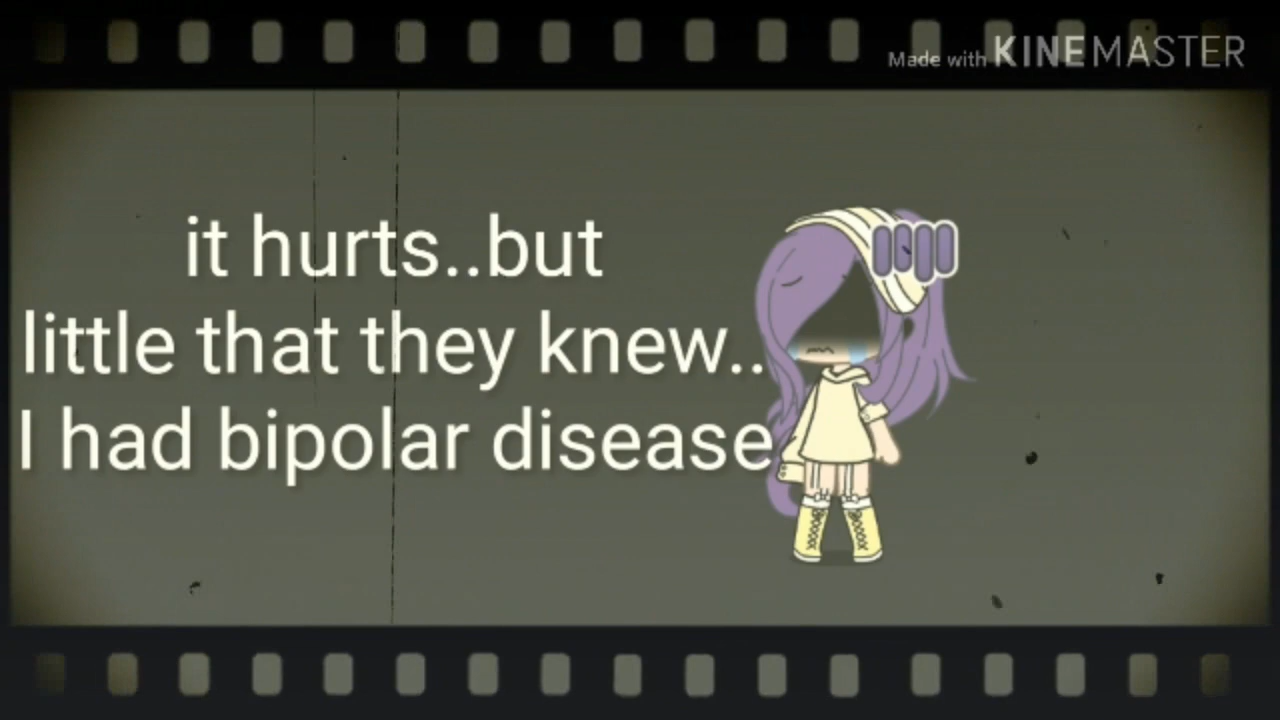 Made with KINEMASTER
it hurts..but
little that they knew..
I had bipolar disease